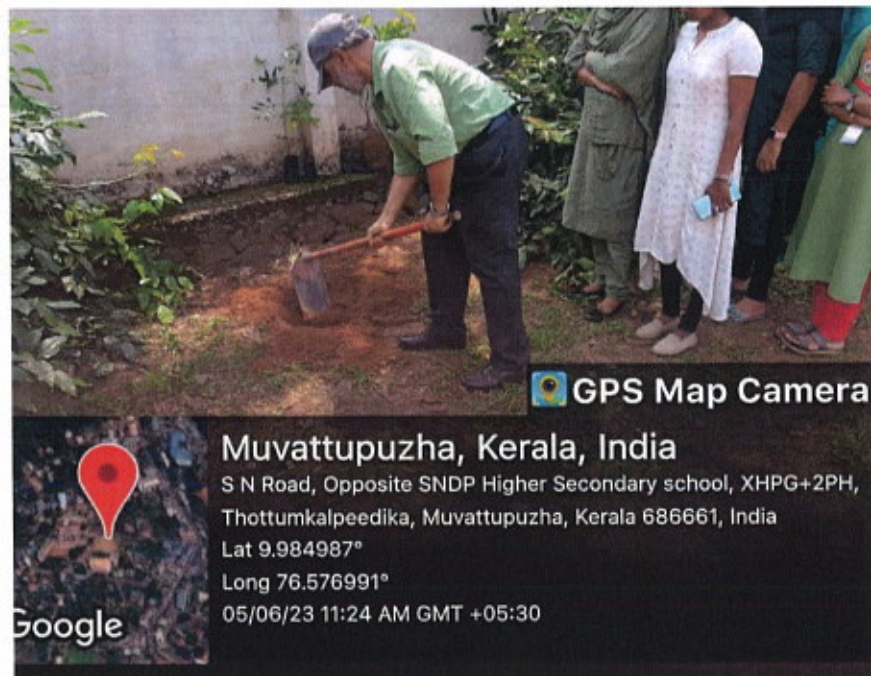 GPS Map Camera
Muvattupuzha, Kerala, India
S N Road, Opposite SNDP Higher Secondary school, XHPG+2PH,
Thottumkalpeedika, Muvattupuzha, Kerala 686661, India
Lat 9.984987°
Long 76.576991°
05/06/23 11:24 AM GMT +05:30
Google